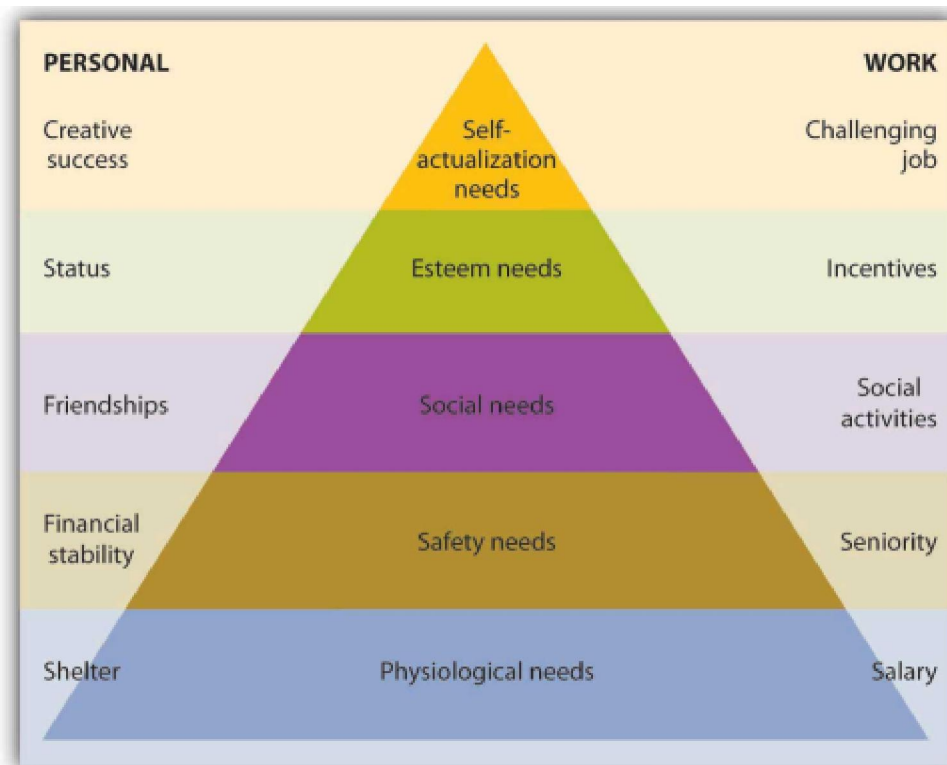 PERSONAL
WORK
Creative
success
Self-
actualization
needs
Challenging
job
Status
Esteem needs
Incentives
Friendships
Social needs
Social
activities
Financial
stability
Safety needs
Seniority
Shelter
Physiological needs
Salary